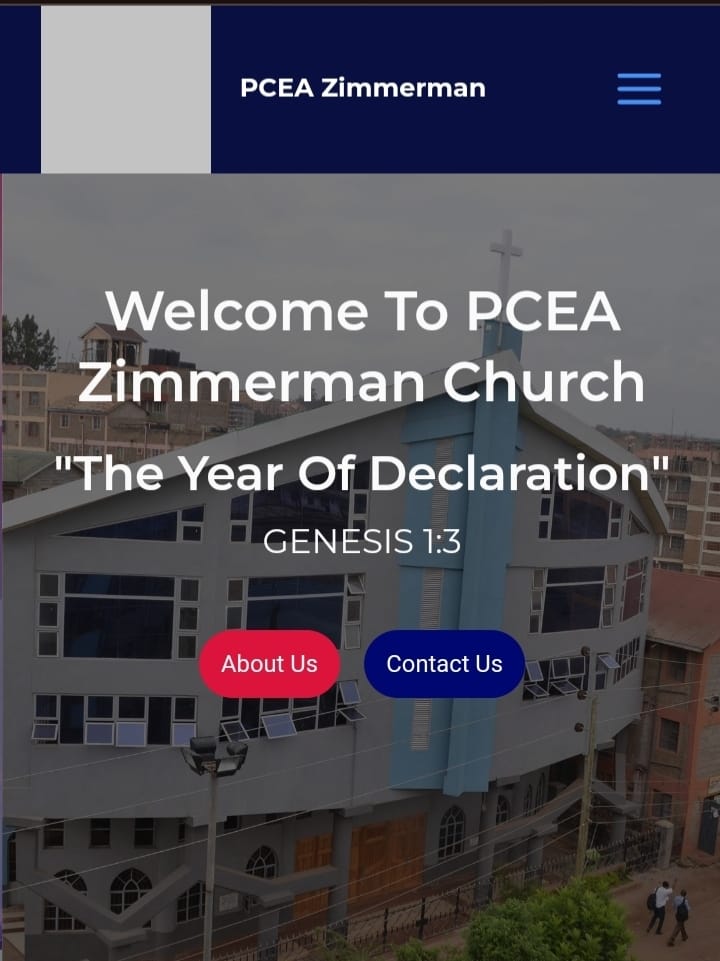 PCEA Zimmerman
Welcome To PCEA
Zimmerman Church
"The Year Of Declaration"
GENESIS 1:3
About Us
Contact Us